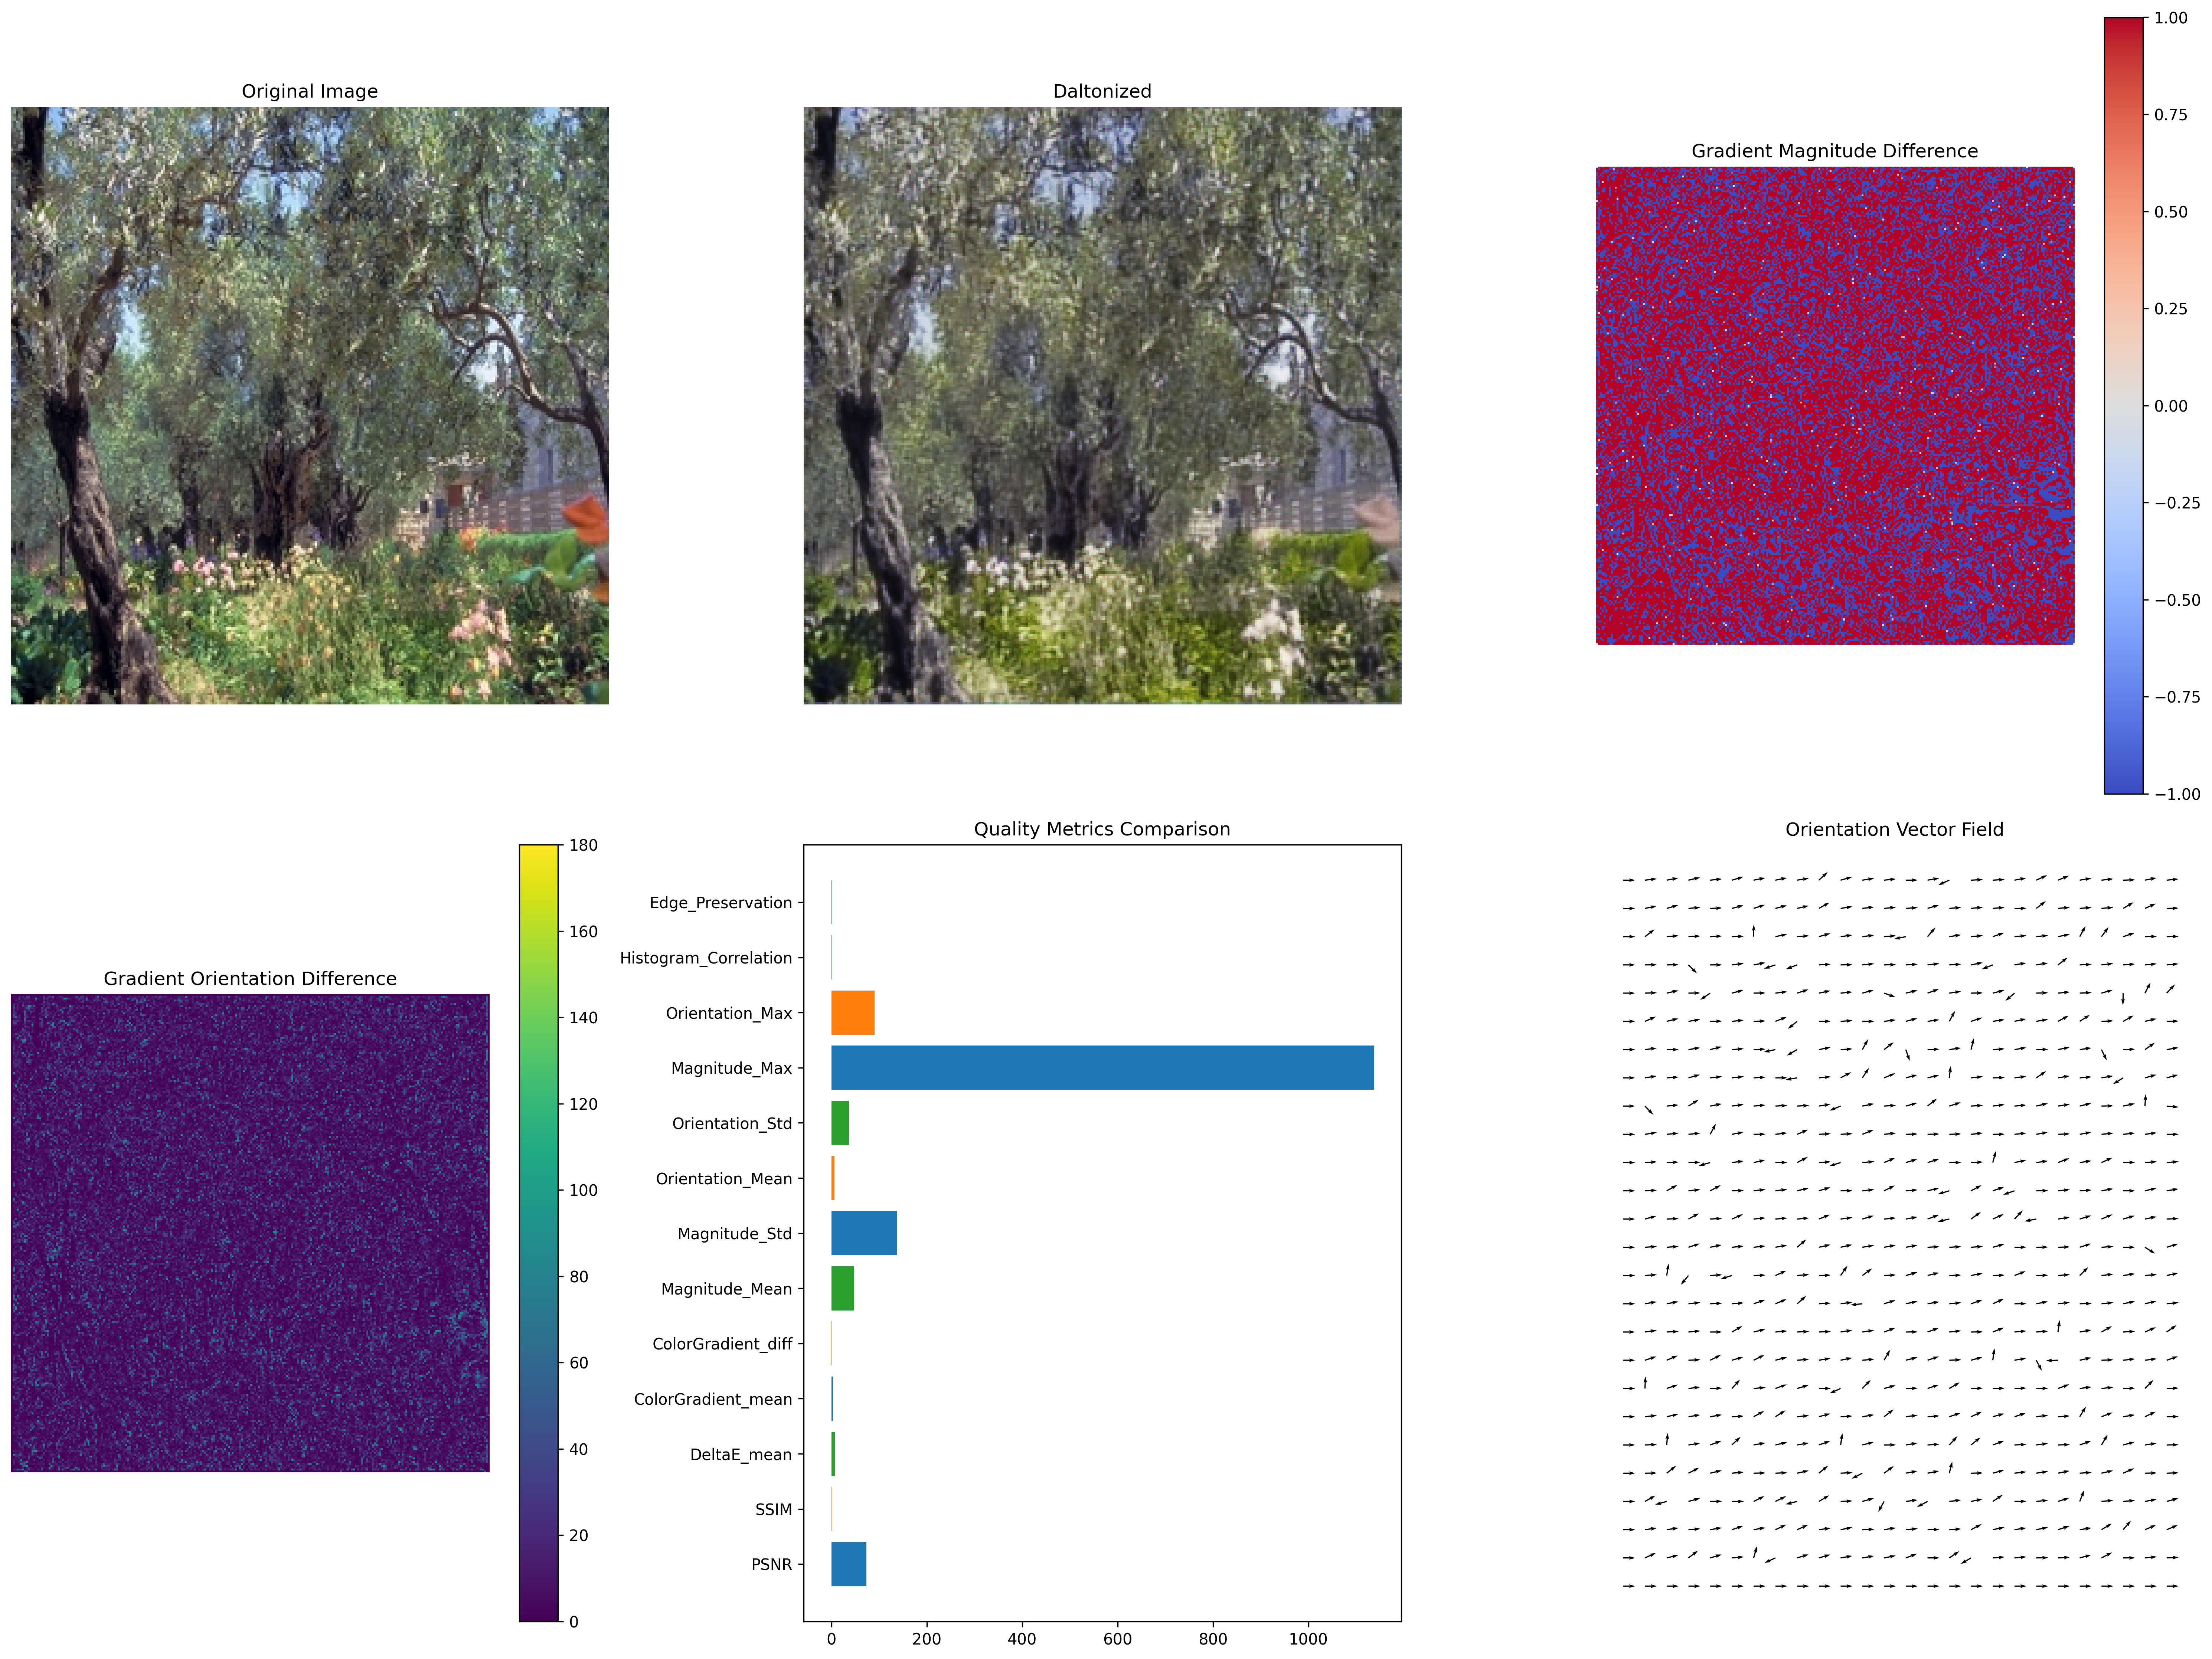 Original Image
Daltonized
Gradient Magnitude Difference
1.00
0.75
0.50
0.25
0.00
−0.25
−0.50
−0.75
−1.00
Gradient Orientation Difference
180
160
140
120
100
80
60
40
20
0
Quality Metrics Comparison
Edge_Preservation
Histogram_Correlation
Orientation_Max
Magnitude_Max
Orientation_Std
Orientation_Mean
Magnitude_Std
Magnitude_Mean
ColorGradient_diff
ColorGradient_mean
DeltaE_mean
SSIM
PSNR
0 200 400 600 800 1000
Orientation Vector Field